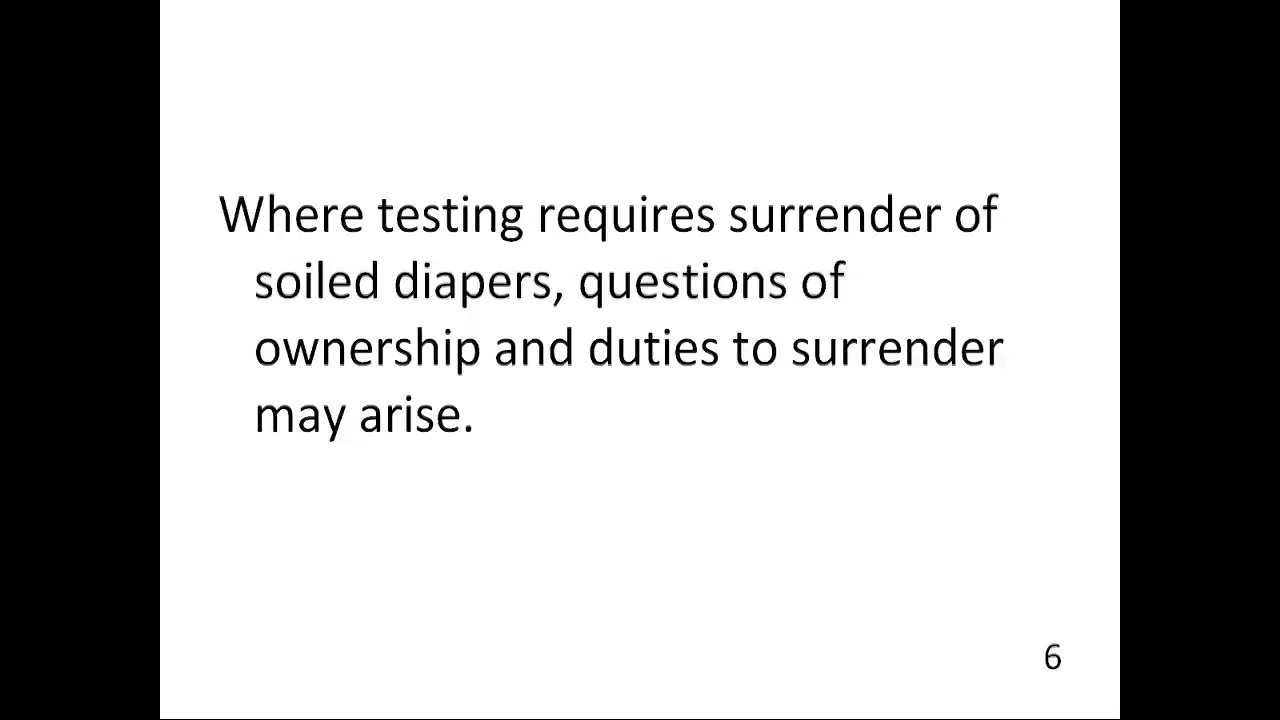 Where testing requires surrender of
soiled diapers, questions of
ownership and duties to surrender
may arise.
6